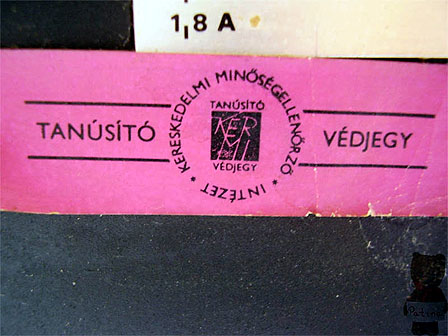 1,8 A
KERESKEDELMI MINŐSÉGELLENŐRZŐ * INTÉZET *
TANÚSÍTÓ
TANÚSÍTÓ
KER
MI
VÉDJEGY
VÉDJEGY